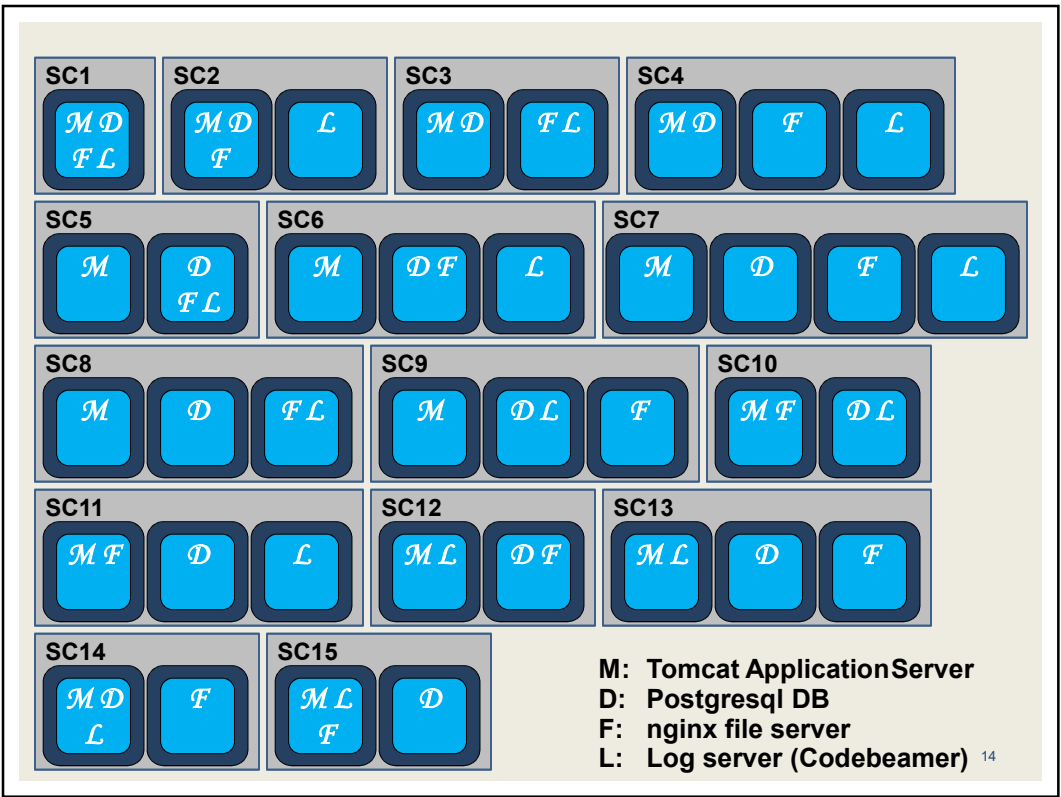 SC1 SC2 SC3 SC4
M D M D L M D F L M D F L
F L F
SC5 SC6 SC7
M D M D F L M D F L
F L
SC8 SC9 SC10
M D F L M D L F M F D L
SC11 SC12 SC13
M F D L M L D F M L D F
SC14 SC15
M D F M L D
L F
M: Tomcat ApplicationServer
D: Postgresql DB
F: nginx file server
L: Log server (Codebeamer) 14